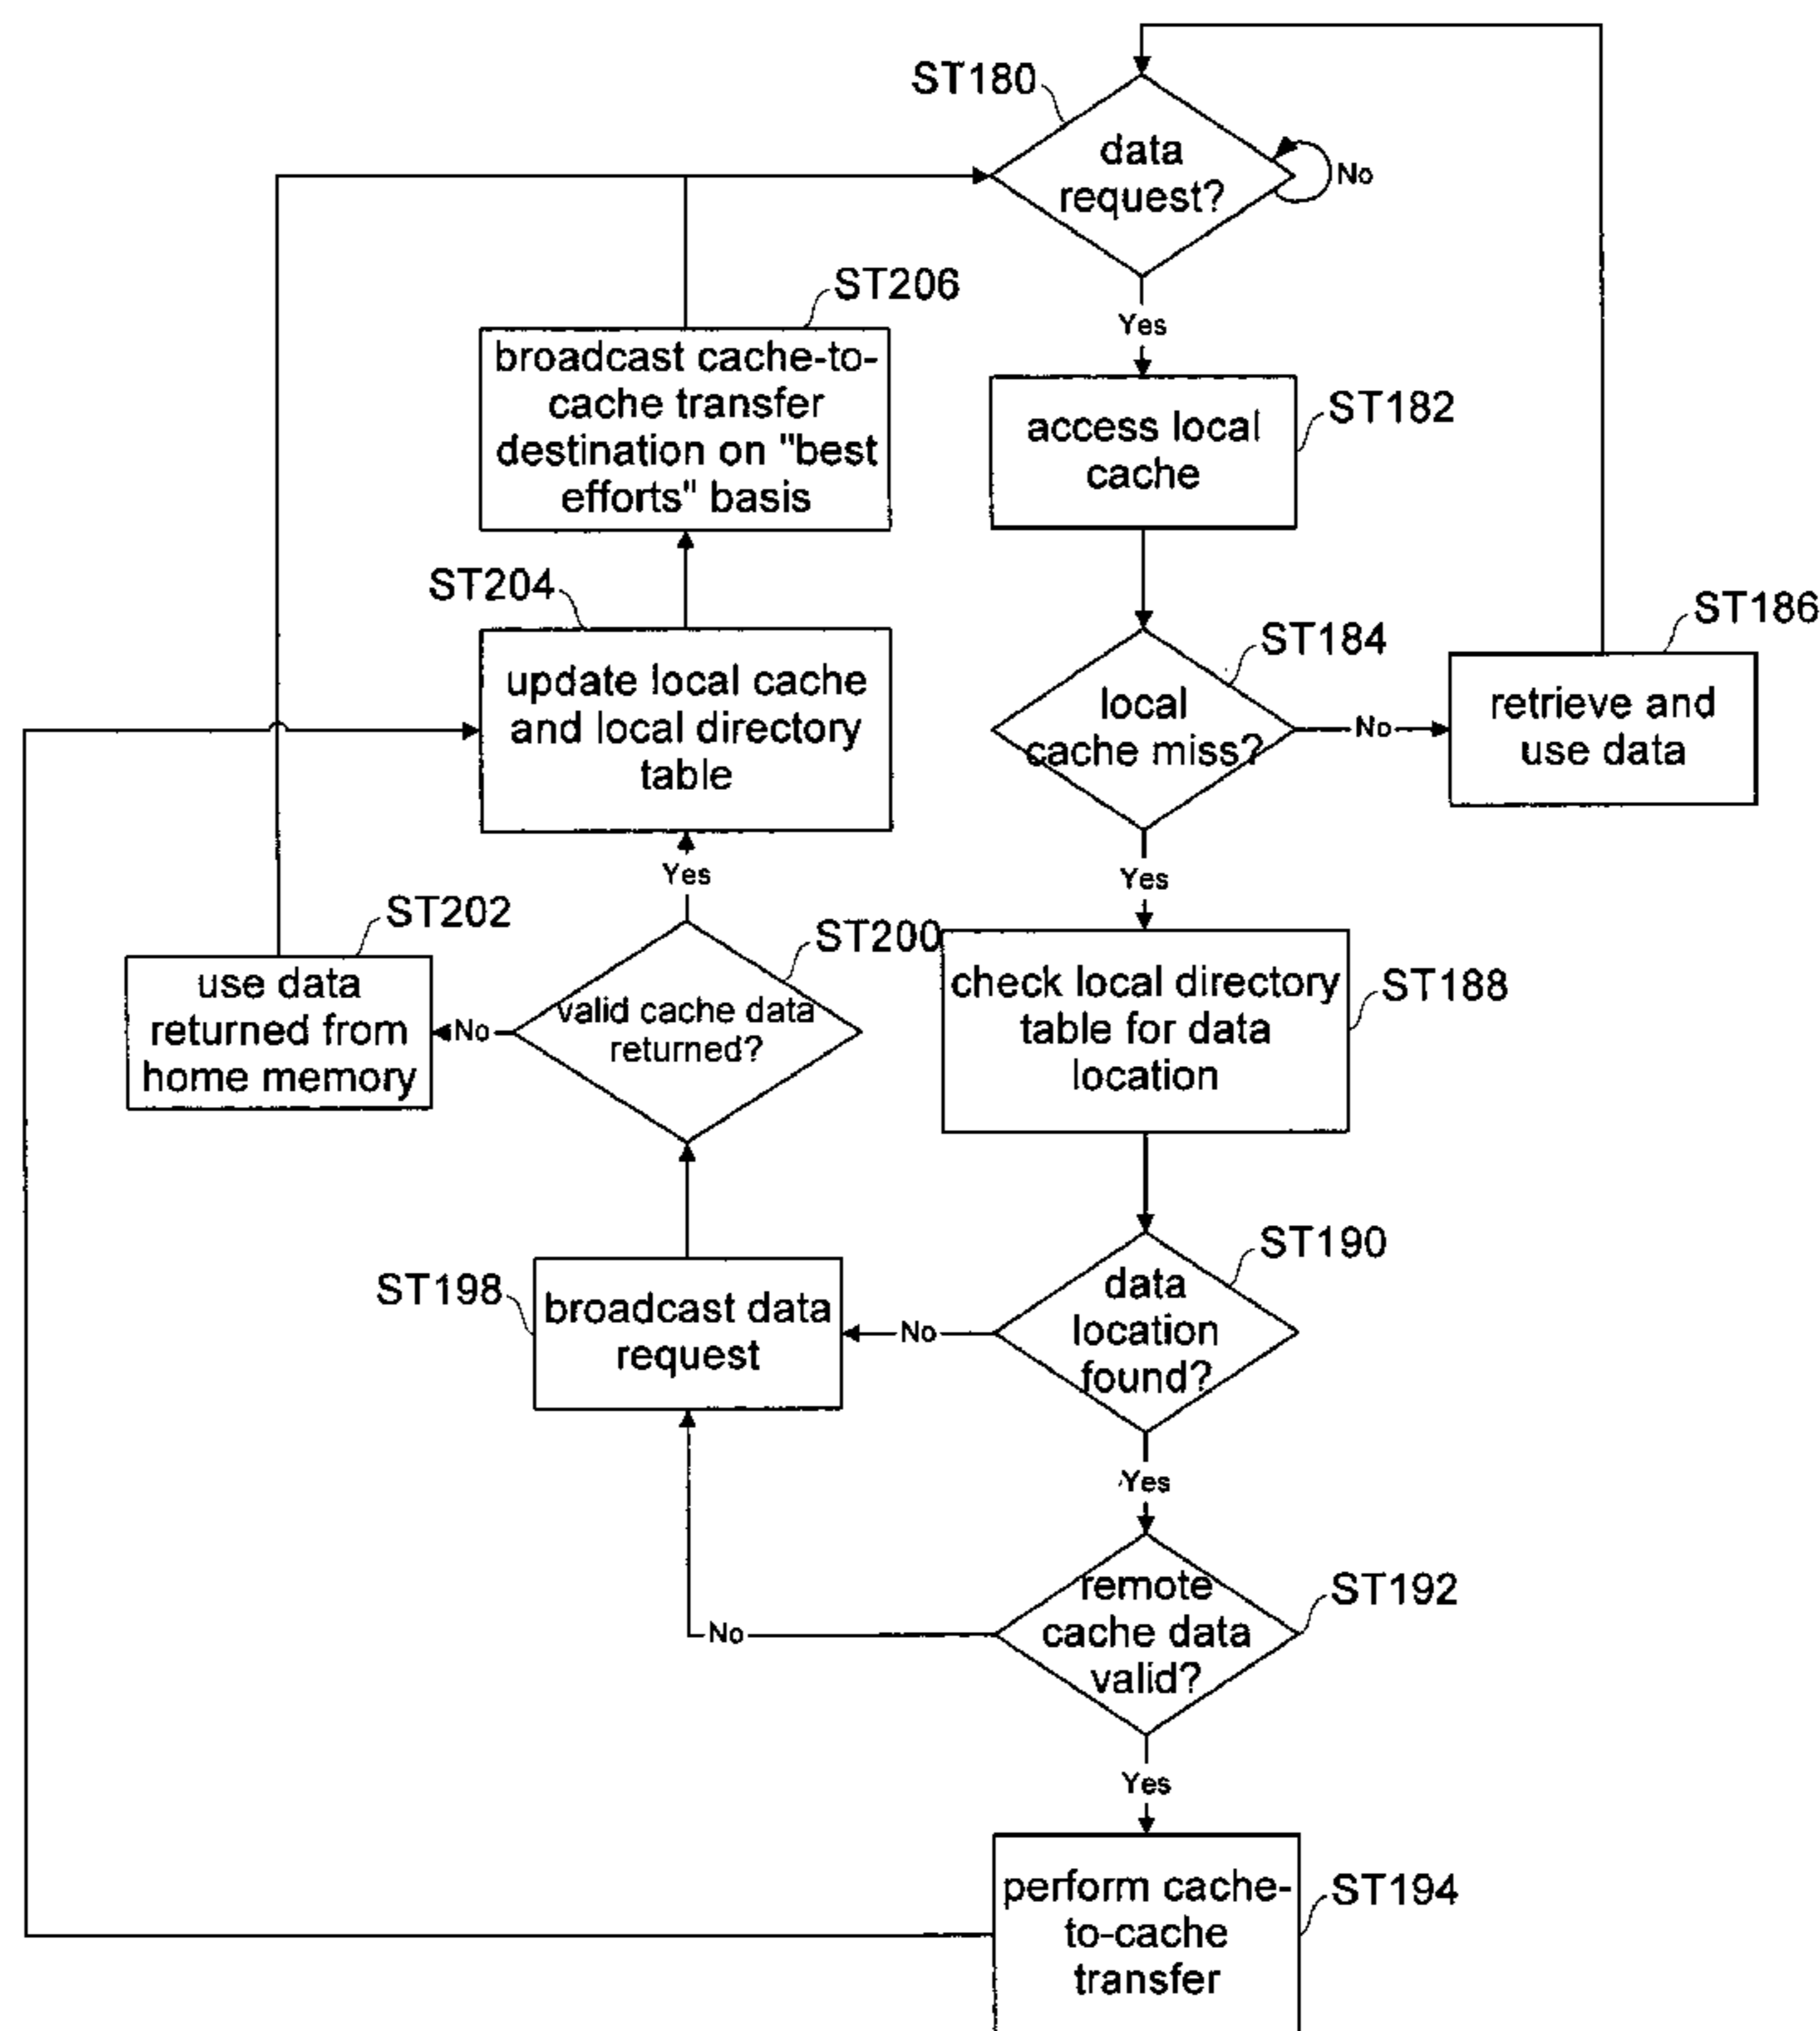 ST180
data
request?
No
Yes
ST206
broadcast cache-to-
cache transfer
destination on "best
efforts" basis
access local
cache
ST182
ST204
update local cache
and local directory
table
ST184
local
cache miss?
No
ST186
retrieve and
use data
Yes
Yes
ST202
use data
returned from
home memory
No
ST200
valid cache data
returned?
check local directory
table for data
location
ST188
ST198
broadcast data
request
No
ST190
data
location
found?
Yes
No
remote
cache data
valid?
ST192
Yes
perform cache-
to-cache
transfer
ST194